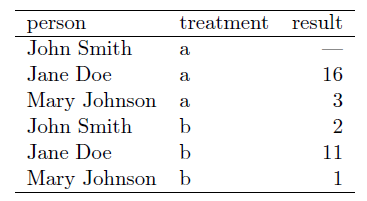 person treatment result
John Smith a —
Jane Doe a 16
Mary Johnson a 3
John Smith b 2
Jane Doe b 11
Mary Johnson b 1